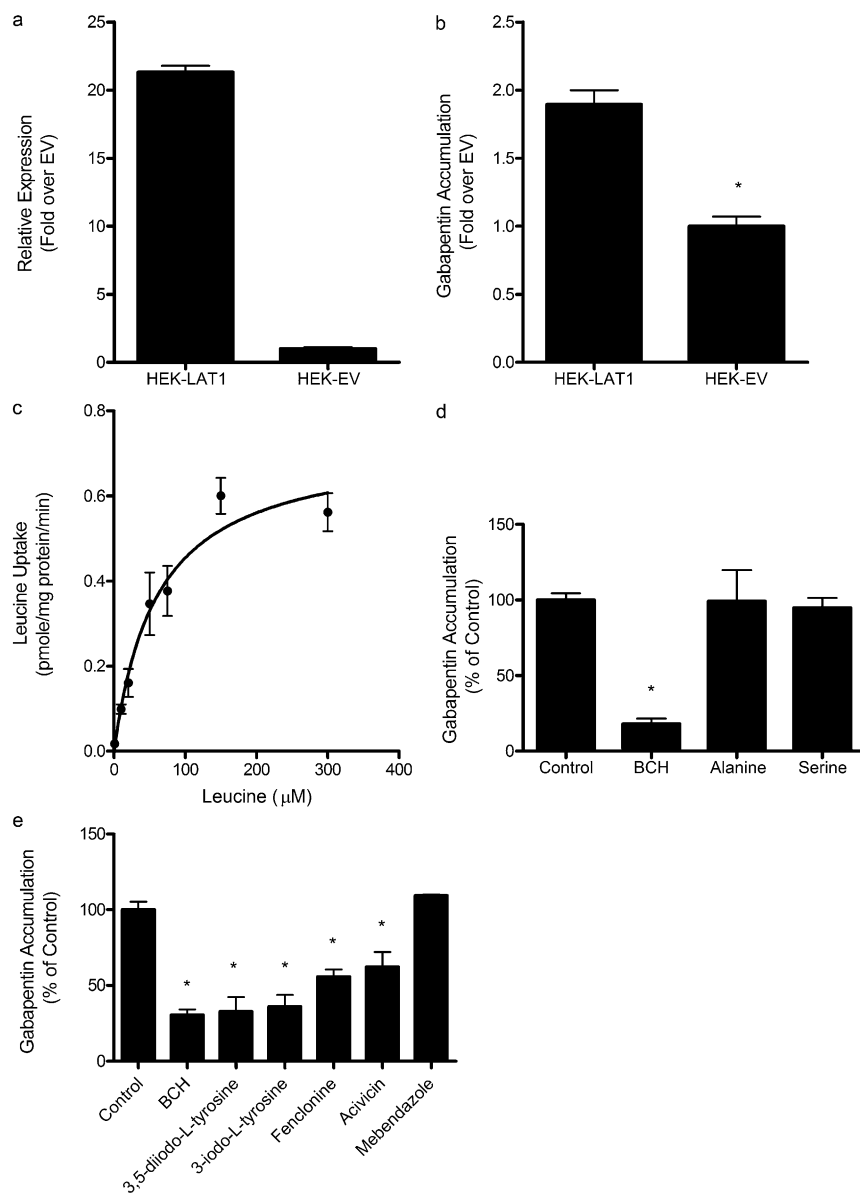 a
Relative Expression
(Fold over EV)
25
20
15
10
5
0
HEK-LAT1
HEK-EV
b
Gabapentin Accumulation
(Fold over EV)
2.5
2.0
1.5
1.0
0.5
0.0
*
HEK-LAT1
HEK-EV
c
Leucine Uptake
(pmole/mg protein/min)
0.8
0.6
0.4
0.2
0.0
0
100
200
300
400
Leucine ( μM)
d
Gabapentin Accumulation
(% of Control)
150
100
50
0
*
Control
BCH
Alanine
Serine
e
Gabapentin Accumulation
(% of Control)
150
100
50
0
*
*
*
*
*
Control
BCH
3,5-diiodo-L-tyrosine
3-iodo-L-tyrosine
Fenclonine
Acivicin
Mebendazole